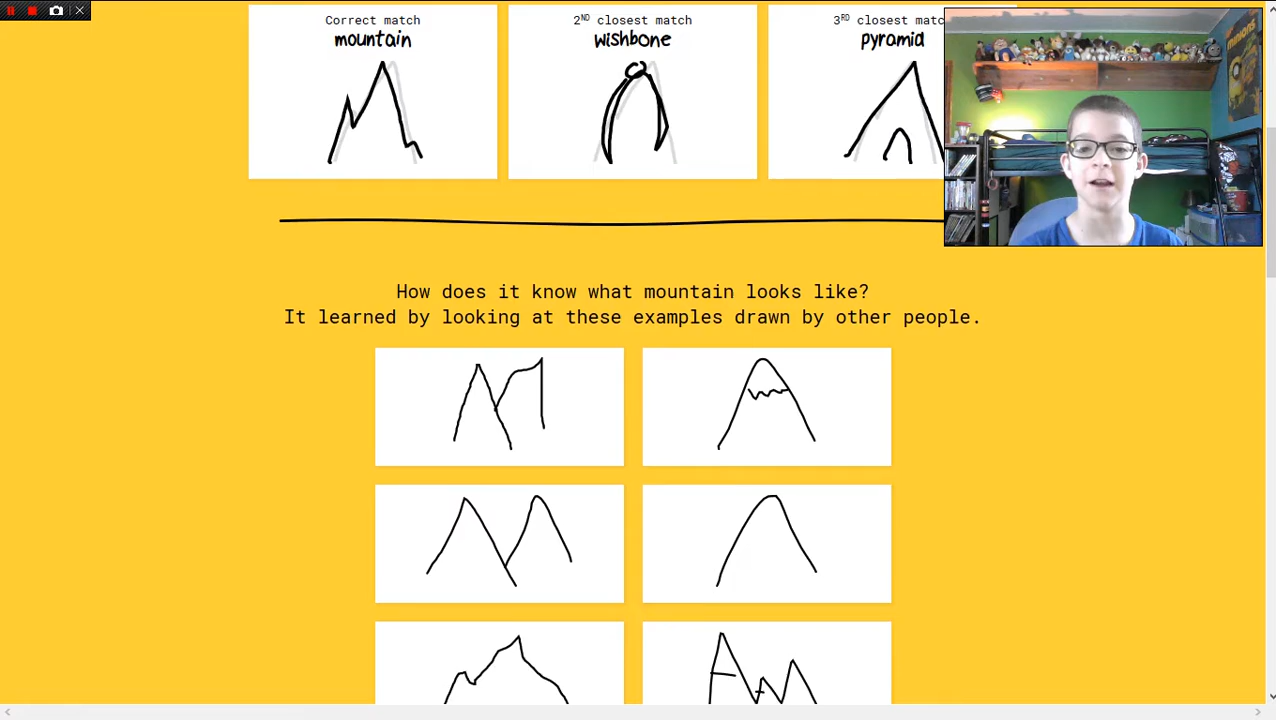 Correct match
mountain
2ND closest match
wishbone
3RD closest matc
pyramid
How does it know what mountain looks like?
It learned by looking at these examples drawn by other people.
minions